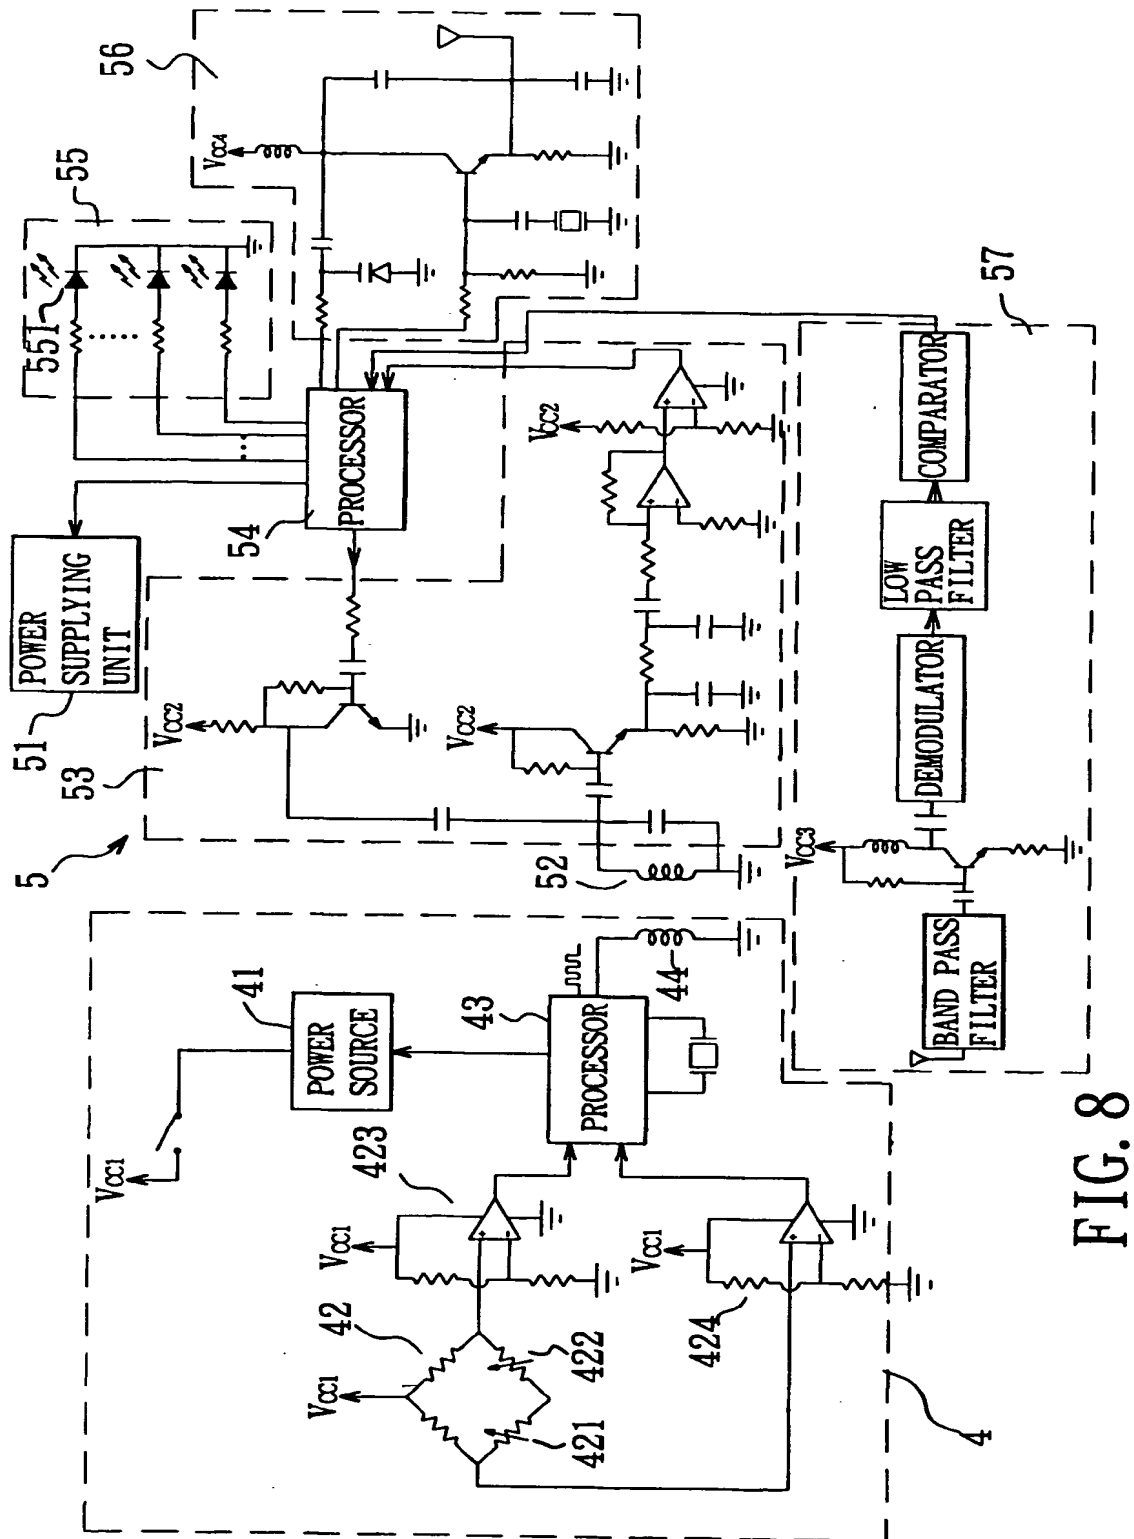 56
VCC4
55
551
51
POWER
SUPPLYING
UNIT
54
PROCESSOR
53
VCC2
VCC2
VCC2
5
52
57
COMPARATOR
LOW
PASS
FILTER
DEMODULATOR
VCC3
BAND PASS
FILTER
41
POWER
SOURCE
VCC1
43
PROCESSOR
44
423
VCC1
42
VCC1
422
421
VCC1
424
4
FIG. 8